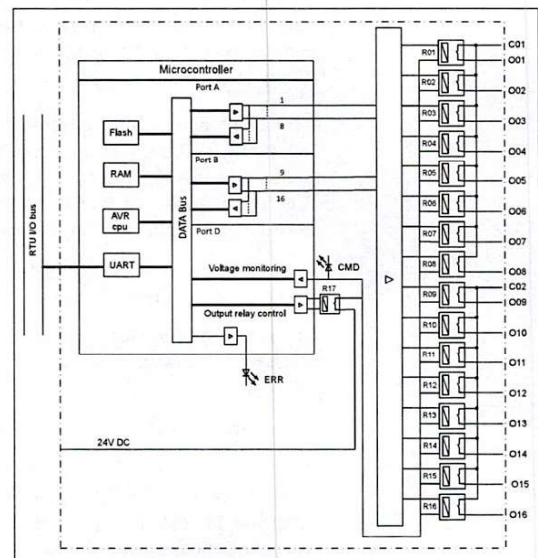 Microcontroller
Port A
1
8
Flash
Port B
RAM
9
16
AVR
cpu
Port D
DATA Bus
RTU I/O bus
UART
Voltage monitoring
CMD
R17
Output relay control
ERR
24V DC
R01
C01
O01
R02
O02
R03
O03
R04
O04
R05
O05
R06
O06
R07
O07
R08
O08
R09
C02
O09
R10
O10
R11
O11
R12
O12
R13
O13
R14
O14
R15
O15
R16
O16